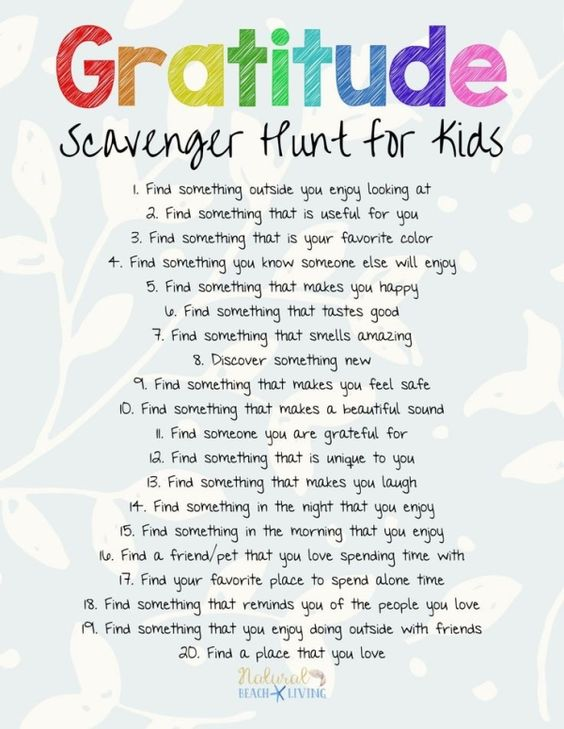 Gratitude
Scavenger Hunt for Kids
1. Find something outside you enjoy looking at
2. Find something that is useful for you
3. Find something that is your favorite color
4. Find something you know someone else will enjoy
5. Find something that makes you happy
6. Find something that tastes good
7. Find something that smells amazing
8. Discover something new
9. Find something that makes you feel safe
10. Find something that makes a beautiful sound
11. Find someone you are grateful for
12. Find something that is unique to you
13. Find something that makes you laugh
14. Find something in the night that you enjoy
15. Find something in the morning that you enjoy
16. Find a friend/pet that you love spending time with
17. Find your favorite place to spend alone time
18. Find something that reminds you of the people you love
19. Find something that you enjoy doing outside with friends
20. Find a place that you love
Natural
BEACH LIVING